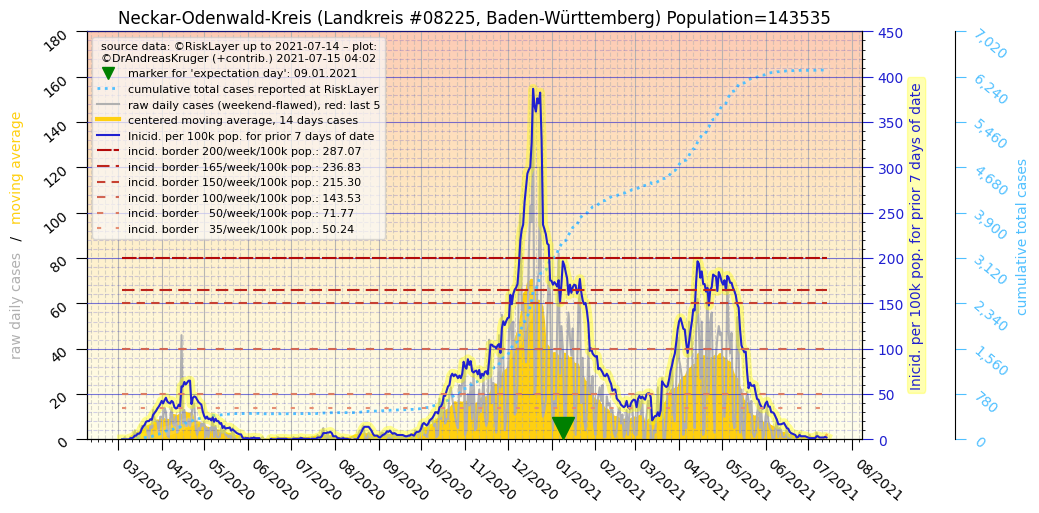 Neckar-Odenwald-Kreis (Landkreis #08225, Baden-Württemberg) Population=143535
source data: ©RiskLayer up to 2021-07-14 – plot:
©DrAndreasKruger (+contrib.) 2021-07-15 04:02
marker for 'expectation day': 09.01.2021
cumulative total cases reported at RiskLayer
raw daily cases (weekend-flawed), red: last 5
centered moving average, 14 days cases
Inicid. per 100k pop. for prior 7 days of date
incid. border 200/week/100k pop.: 287.07
incid. border 165/week/100k pop.: 236.83
incid. border 150/week/100k pop.: 215.30
incid. border 100/week/100k pop.: 143.53
incid. border 50/week/100k pop.: 71.77
incid. border 35/week/100k pop.: 50.24
raw daily cases / moving average
180
160
140
120
100
80
60
40
20
0
450
400
350
300
250
200
150
100
50
0
Inicid. per 100k pop. for prior 7 days of date
7,020
6,240
5,460
4,680
3,900
3,120
2,340
1,560
780
0
cumulative total cases
03/2020
04/2020
05/2020
06/2020
07/2020
08/2020
09/2020
10/2020
11/2020
12/2020
01/2021
02/2021
03/2021
04/2021
05/2021
06/2021
07/2021
08/2021